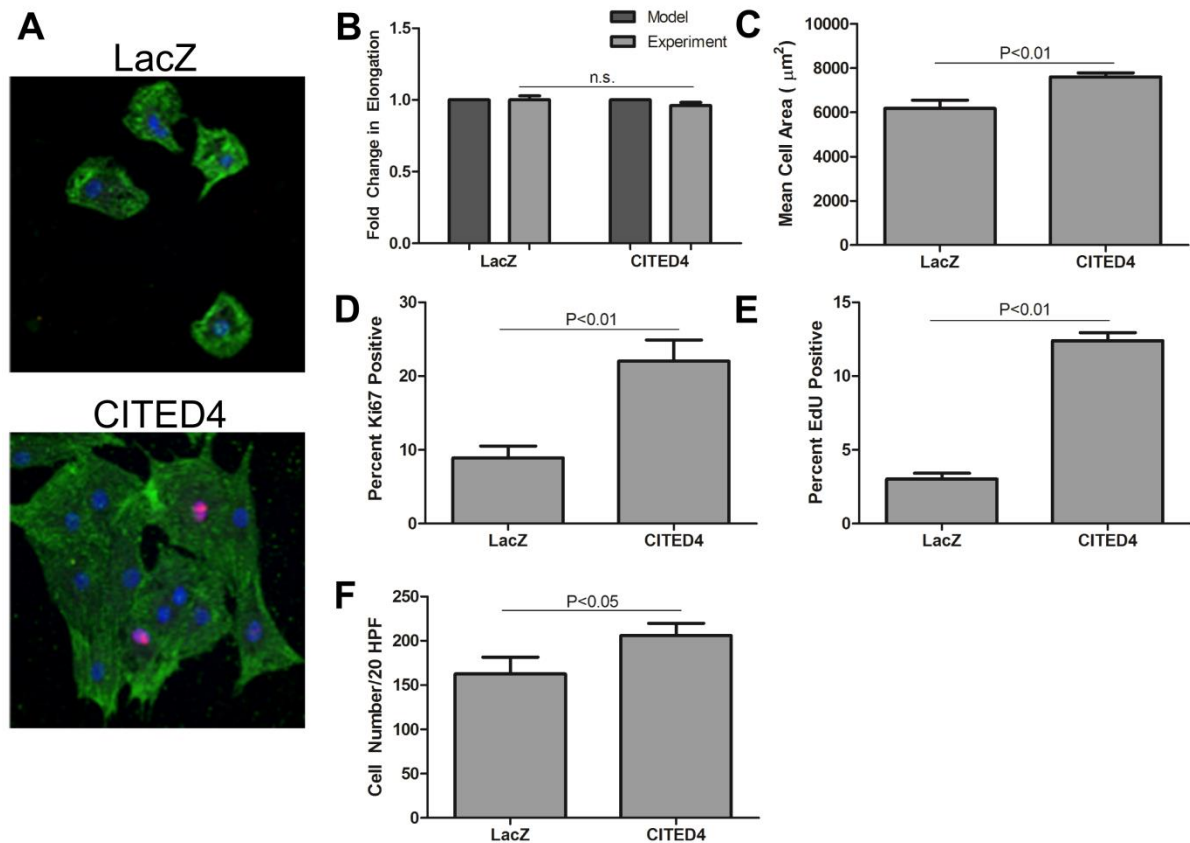 A
LacZ
CITED4
B
Model
Experiment
n.s.
Fold Change in Elongation
1.5
1.0
0.5
0.0
LacZ CITED4
C
P<0.01
Mean Cell Area ( μm²)
10000
8000
6000
4000
2000
0
LacZ CITED4
D
P<0.01
Percent Ki67 Positive
30
20
10
0
LacZ CITED4
E
P<0.01
Percent EdU Positive
15
10
5
0
LacZ CITED4
F
P<0.05
Cell Number/20 HPF
250
200
150
100
50
0
LacZ CITED4